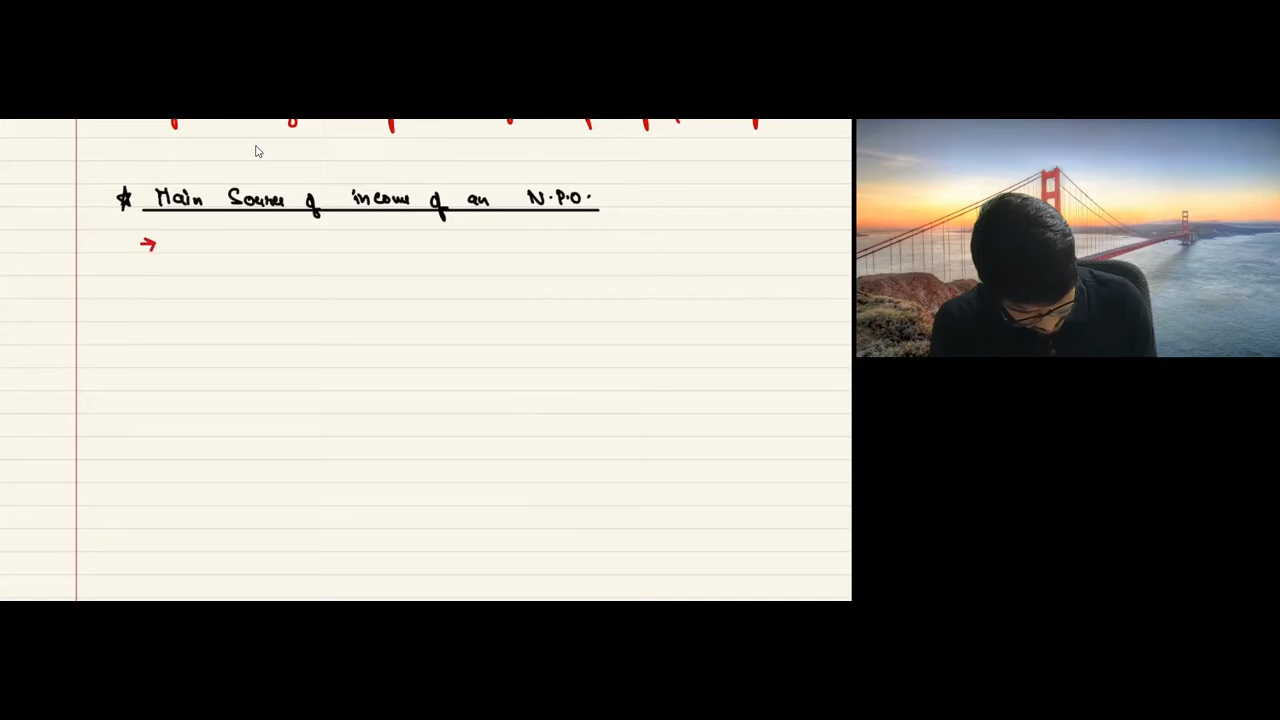 ★ Main Source of income of an N.P.O.
→